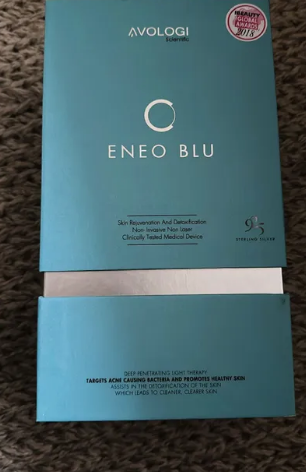 AVOLOGI
Scientific
GLOBAL
AWARDS
2018
ENEO BLU
Skin Rejuvenation And Detoxification
Non-Invasive Non Laser
Clinically Tested Medical Device
925
STERLING SILVER
DEEP PENETRATING LIGHT THERAPY
TARGETS ACNE CAUSING BACTERIA AND PROMOTES HEALTHY SKIN
ASSISTS IN THE DETOXIFICATION OF THE SKIN
WHICH LEADS TO CLEANER, CLEARER SKIN